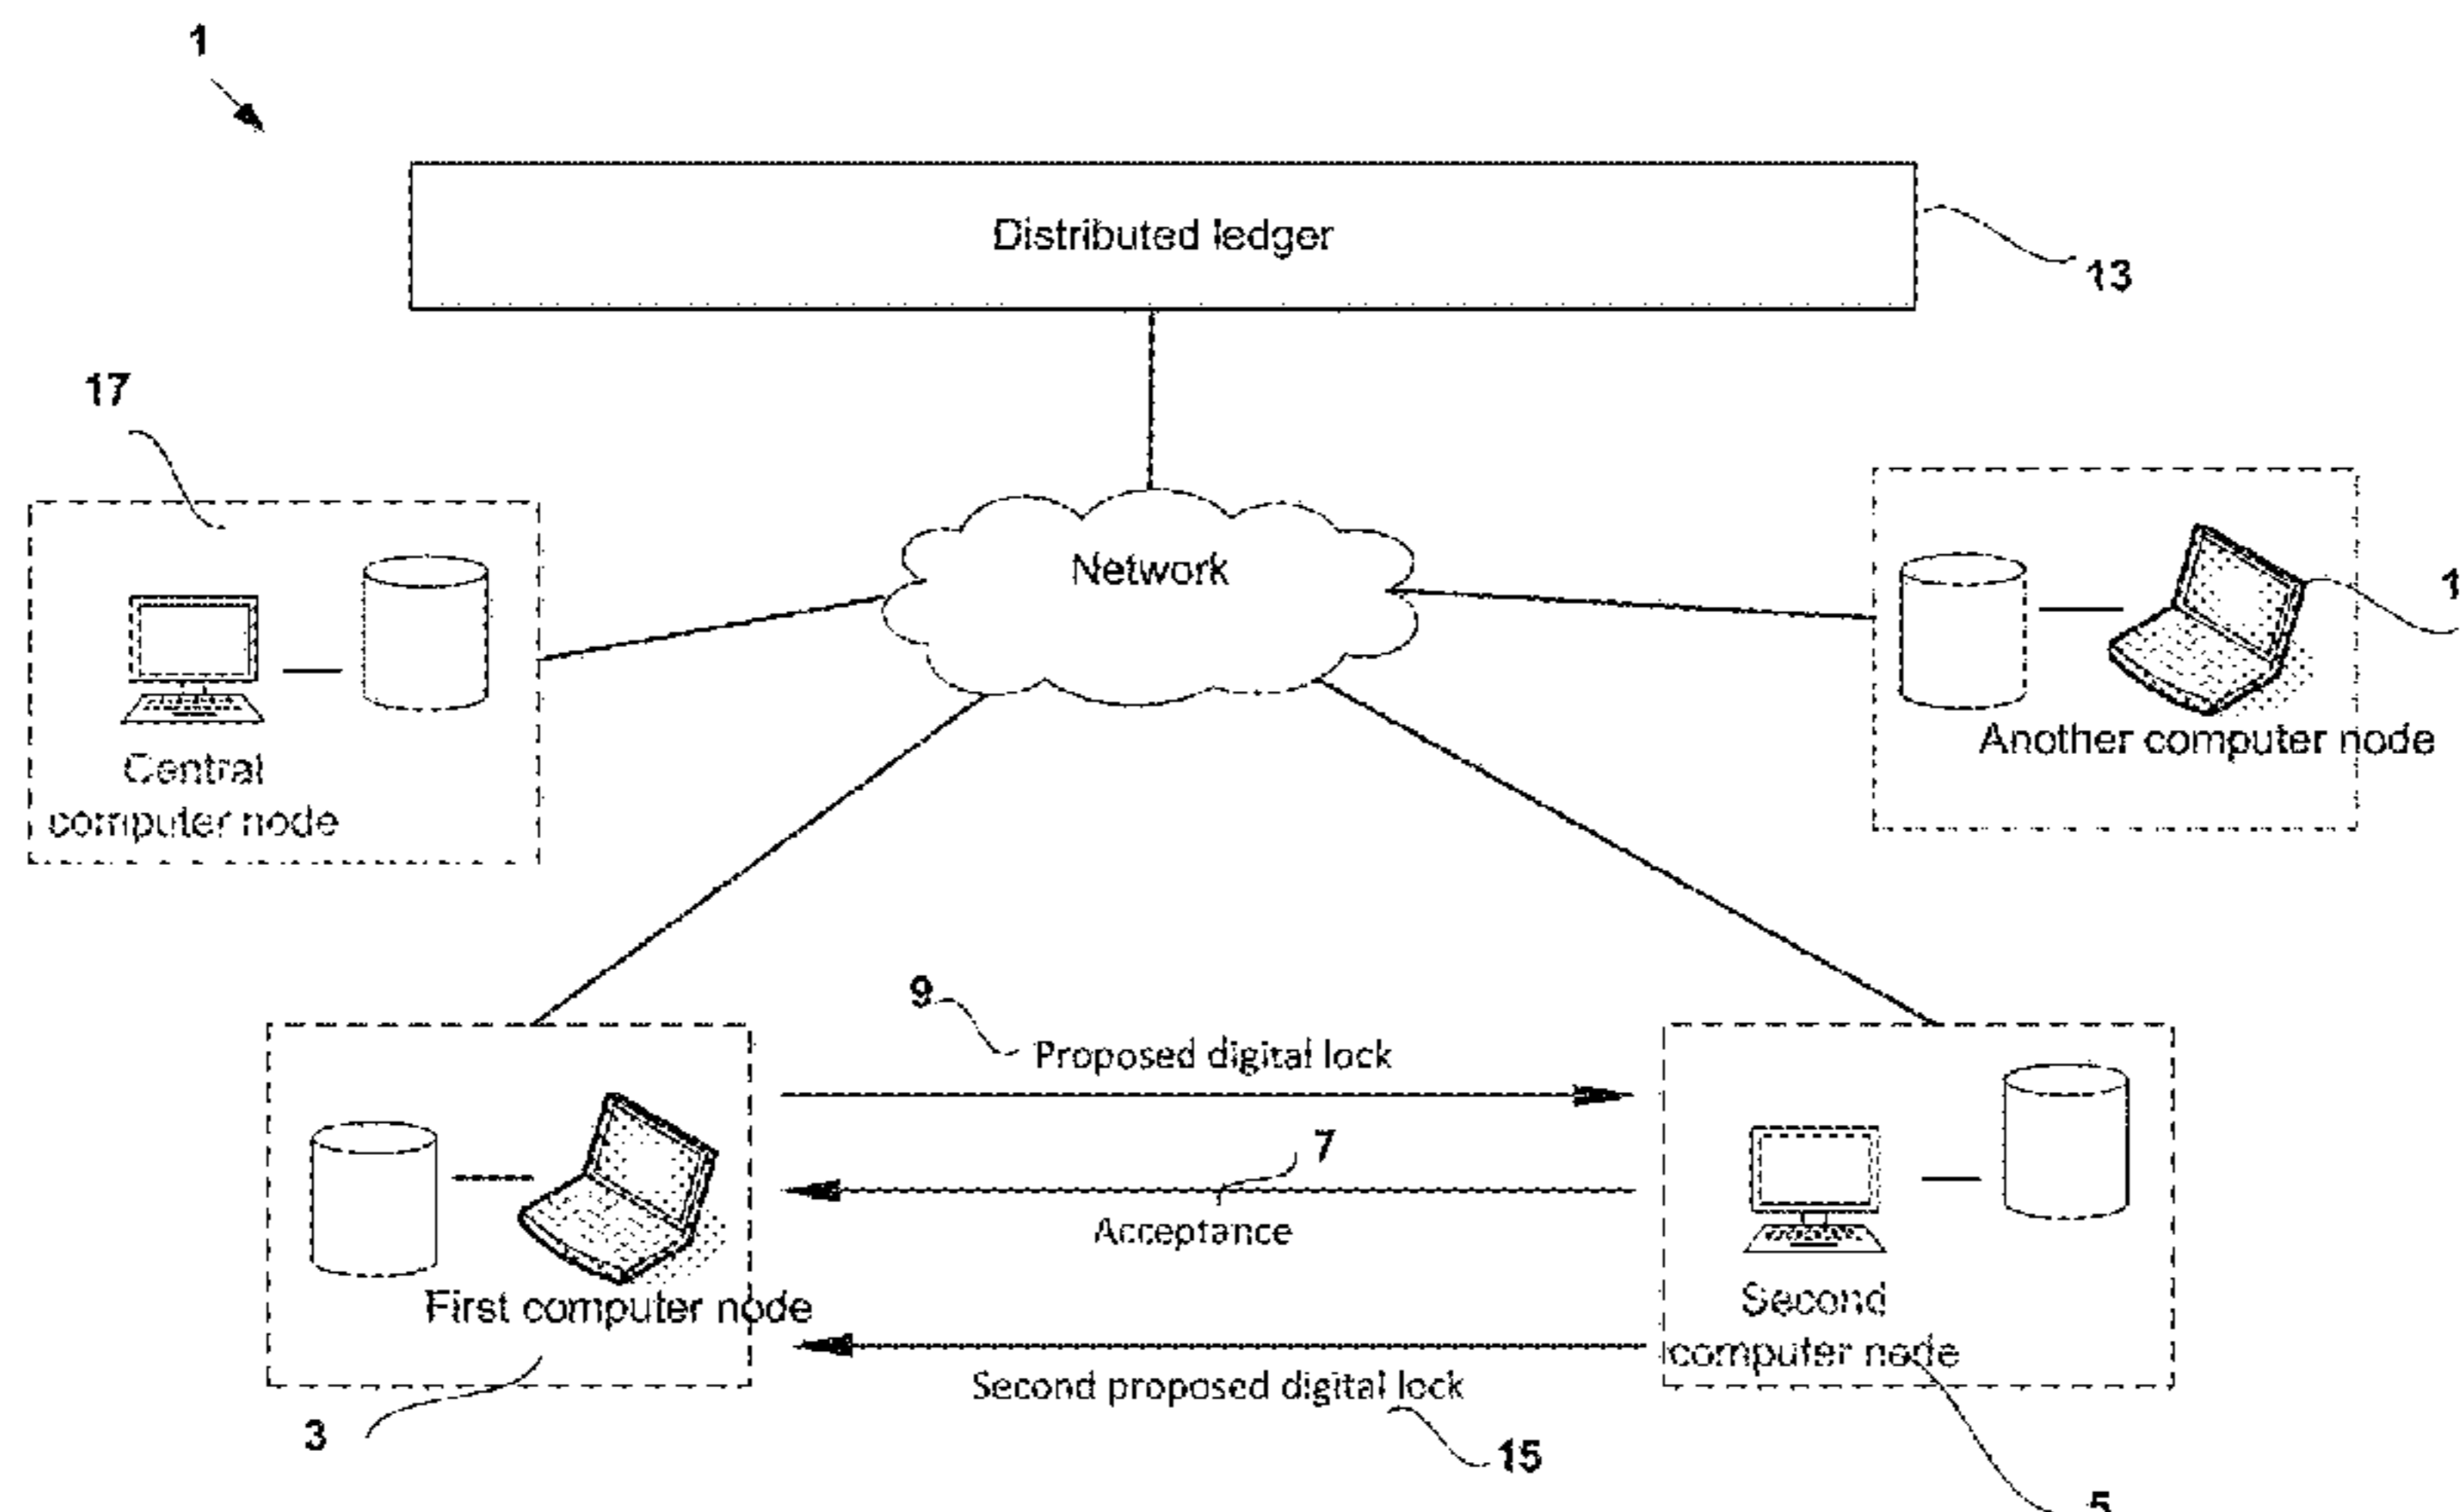 1
Distributed ledger
13
17
Network
1
Another computer node
Central
computer node
9
Proposed digital lock
7
Acceptance
First computer node
Second
computer node
Second proposed digital lock
3
15
5